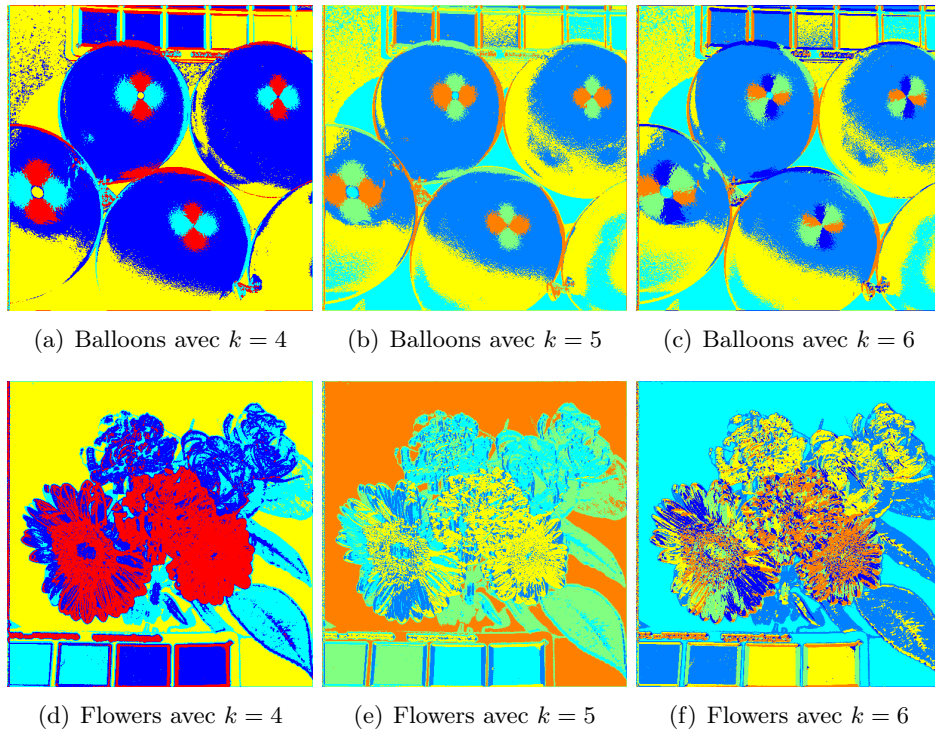 (a) Balloons avec k = 4
(b) Balloons avec k = 5
(c) Balloons avec k = 6
(d) Flowers avec k = 4
(e) Flowers avec k = 5
(f) Flowers avec k = 6